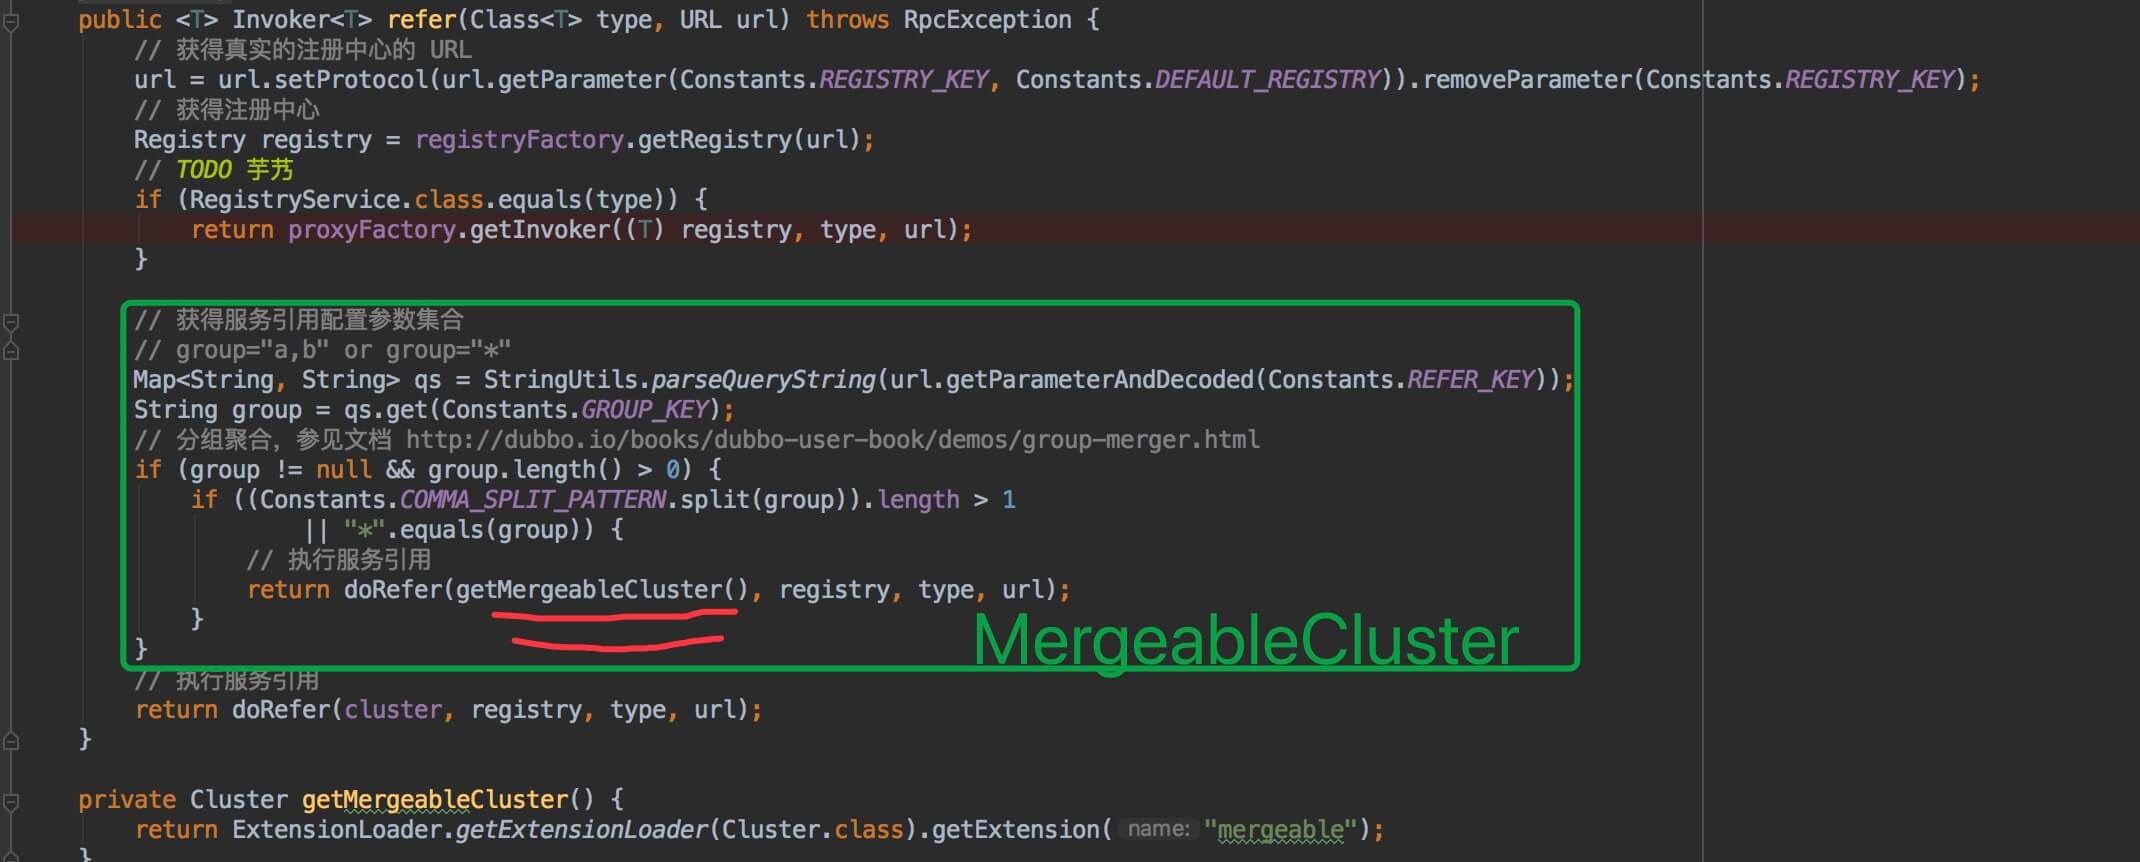 public <T> Invoker<T> refer(Class<T> type, URL url) throws RpcException {
// 获得真实的注册中心的 URL
url = url.setProtocol(url.getParameter(Constants.REGISTRY_KEY, Constants.DEFAULT_REGISTRY)).removeParameter(Constants.REGISTRY_KEY);
// 获得注册中心
Registry registry = registryFactory.getRegistry(url);
// TODO 芋艿
if (RegistryService.class.equals(type)) {
return proxyFactory.getInvoker((T) registry, type, url);
}
// 获得服务引用配置参数集合
// group="a,b" or group="*"
Map<String, String> qs = StringUtils.parseQueryString(url.getParameterAndDecoded(Constants.REFER_KEY));
String group = qs.get(Constants.GROUP_KEY);
// 分组聚合，参见文档 http://dubbo.io/books/dubbo-user-book/demos/group-merger.html
if (group != null && group.length() > 0) {
if ((Constants.COMMA_SPLIT_PATTERN.split(group)).length > 1
|| "*".equals(group)) {
// 执行服务引用
return doRefer(getMergeableCluster(), registry, type, url);
}
MergeableCluster
}
// 执行服务引用
return doRefer(cluster, registry, type, url);
}
private Cluster getMergeableCluster() {
return ExtensionLoader.getExtensionLoader(Cluster.class).getExtension( name: "mergeable");
}